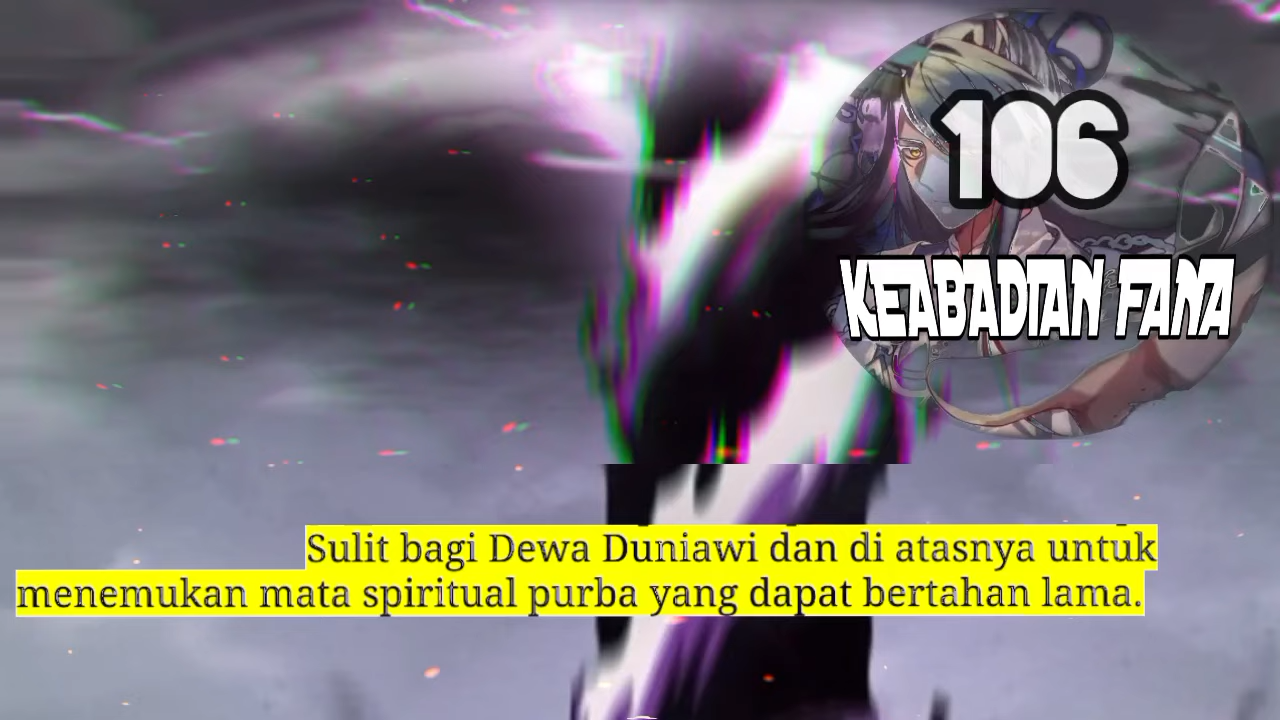 106
KEABADIAN FANA
Sulit bagi Dewa Duniawi dan di atasnya untuk
menemukan mata spiritual purba yang dapat bertahan lama.